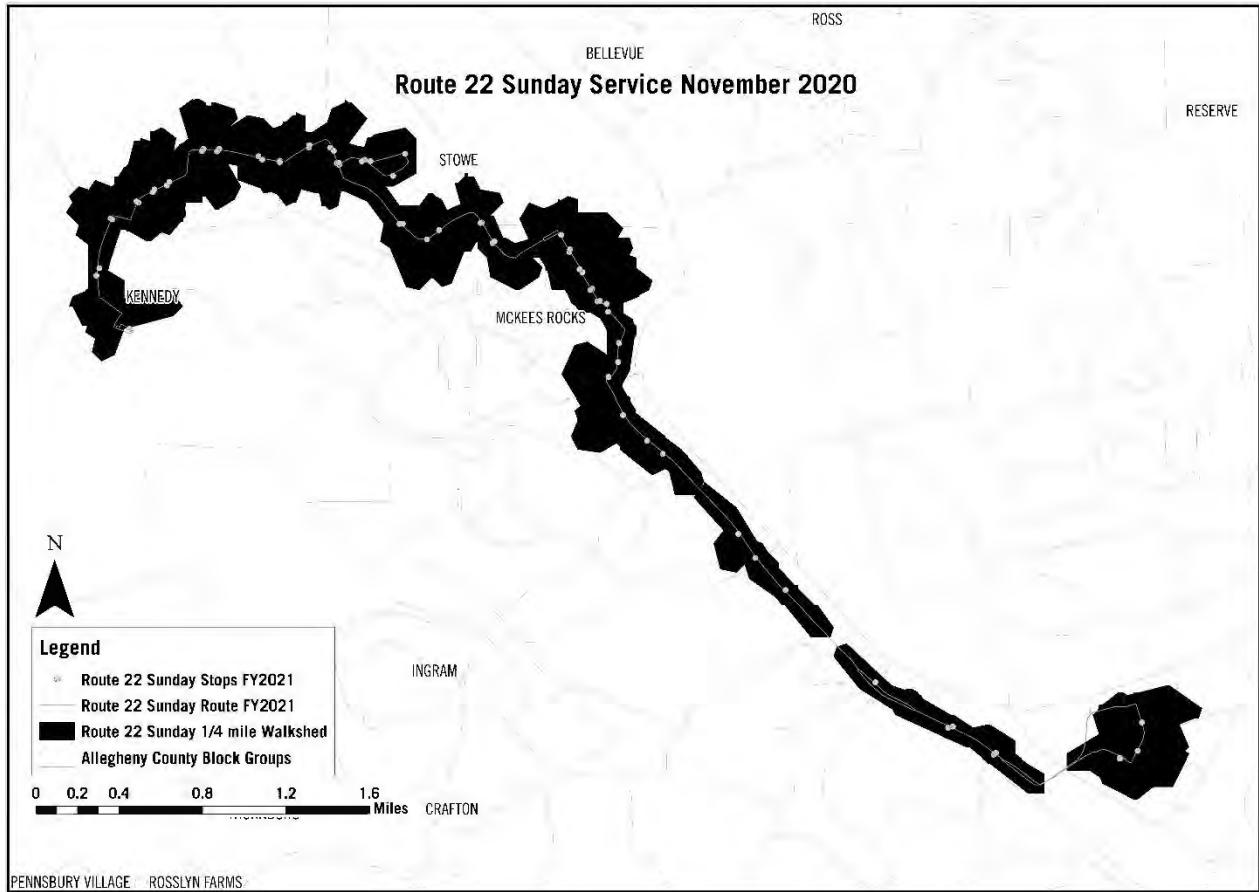 ROSS
BELLEVUE
Route 22 Sunday Service November 2020
RESERVE
STOWE
KENNEDY
MCKEES ROCKS
N
Legend
Route 22 Sunday Stops FY2021
Route 22 Sunday Route FY2021
Route 22 Sunday 1/4 mile Walkshed
Allegheny County Block Groups
INGRAM
0 0.2 0.4 0.8 1.2 1.6
Miles
CRAFTON
PENNSBURY VILLAGE ROSSLYN FARMS